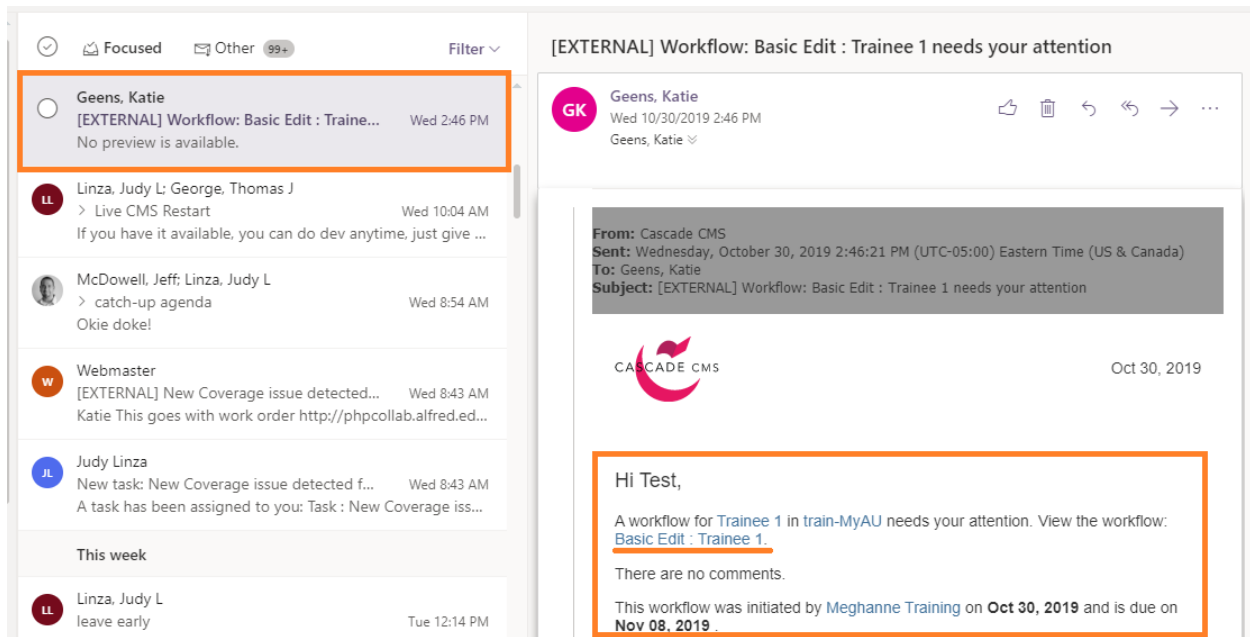 Focused
Other 99+
Filter
Geens, Katie
[EXTERNAL] Workflow: Basic Edit : Traine... Wed 2:46 PM
No preview is available.
LL
Linza, Judy L; George, Thomas J
> Live CMS Restart Wed 10:04 AM
If you have it available, you can do dev anytime, just give ...
McDowell, Jeff; Linza, Judy L
> catch-up agenda Wed 8:54 AM
Okie doke!
W
Webmaster
[EXTERNAL] New Coverage issue detected... Wed 8:43 AM
Katie This goes with work order http://phpcollab.alfred.ed...
JL
Judy Linza
New task: New Coverage issue detected f... Wed 8:43 AM
A task has been assigned to you: Task : New Coverage iss...
This week
LL
Linza, Judy L
leave early Tue 12:14 PM
[EXTERNAL] Workflow: Basic Edit : Trainee 1 needs your attention
GK
Geens, Katie
Wed 10/30/2019 2:46 PM
Geens, Katie
From: Cascade CMS
Sent: Wednesday, October 30, 2019 2:46:21 PM (UTC-05:00) Eastern Time (US & Canada)
To: Geens, Katie
Subject: [EXTERNAL] Workflow: Basic Edit : Trainee 1 needs your attention
CASCADE CMS
Oct 30, 2019
Hi Test,
A workflow for Trainee 1 in train-MyAU needs your attention. View the workflow:
Basic Edit : Trainee 1.
There are no comments.
This workflow was initiated by Meghanne Training on Oct 30, 2019 and is due on
Nov 08, 2019 .